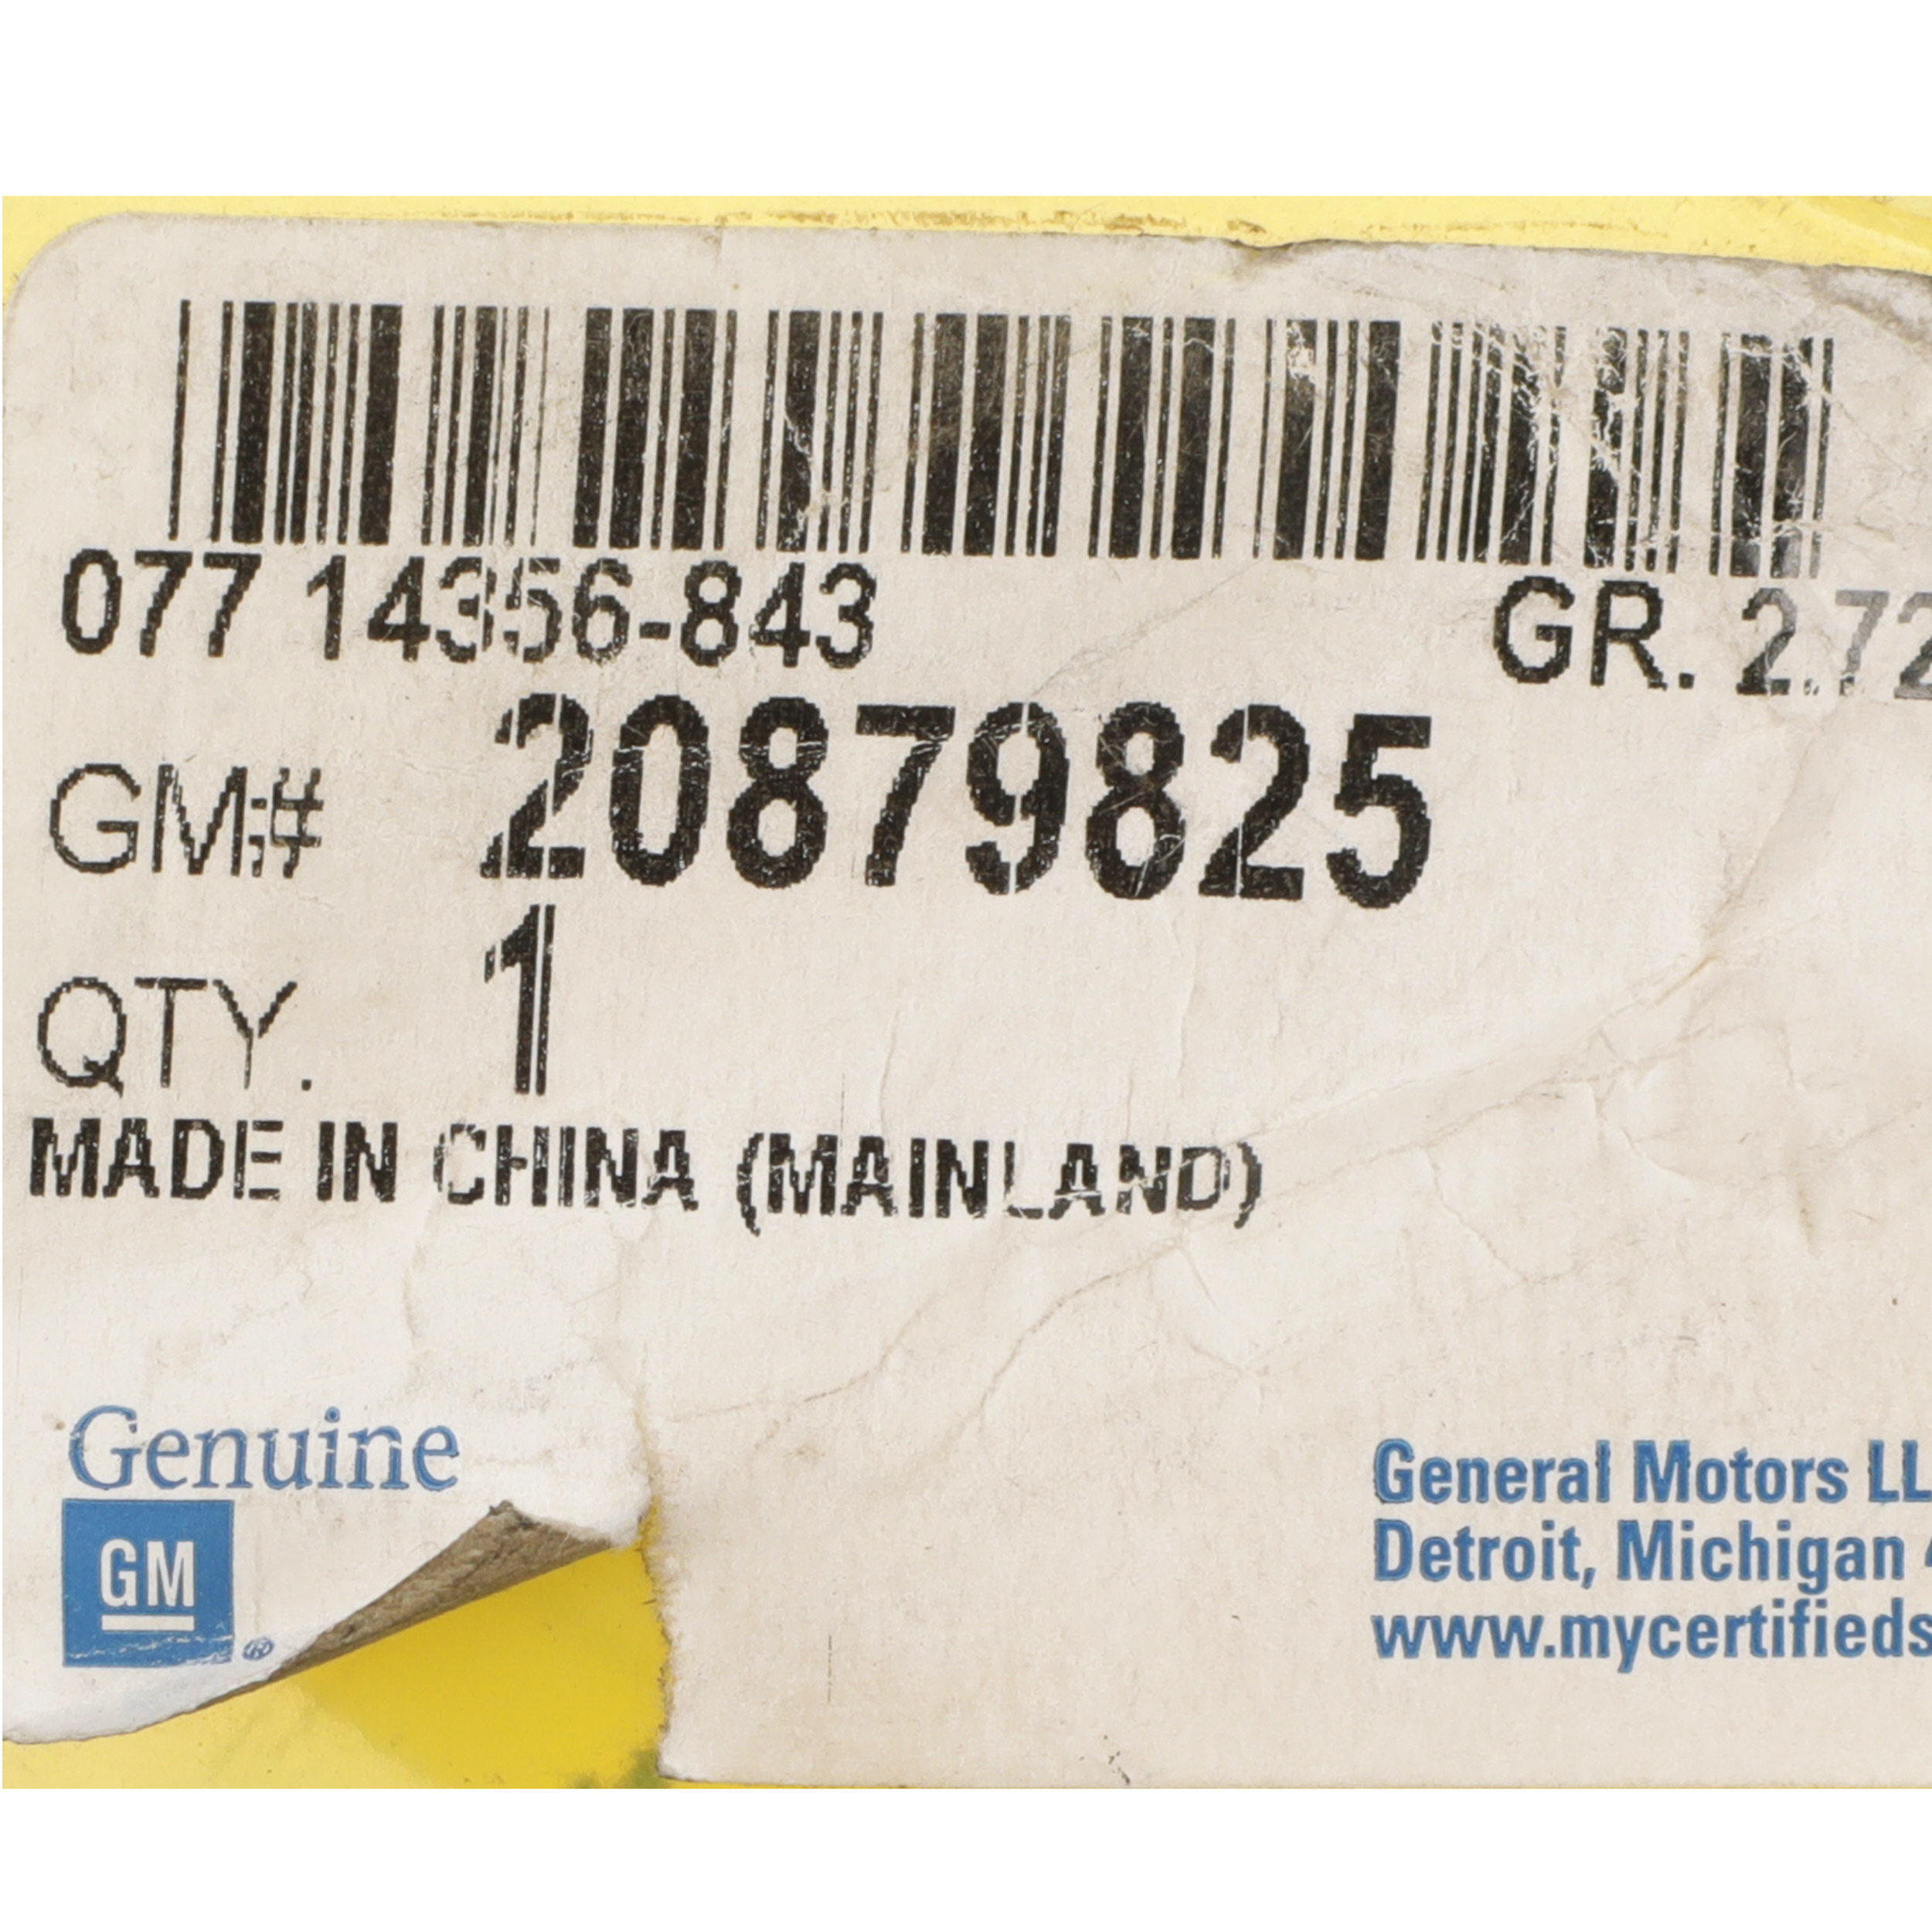 077 14356-843 GR. 2.72
GM# 20879825
QTY. 1
MADE IN CHINA (MAINLAND)
Genuine
GM ®
General Motors LL
Detroit, Michigan
www.mycertifieds